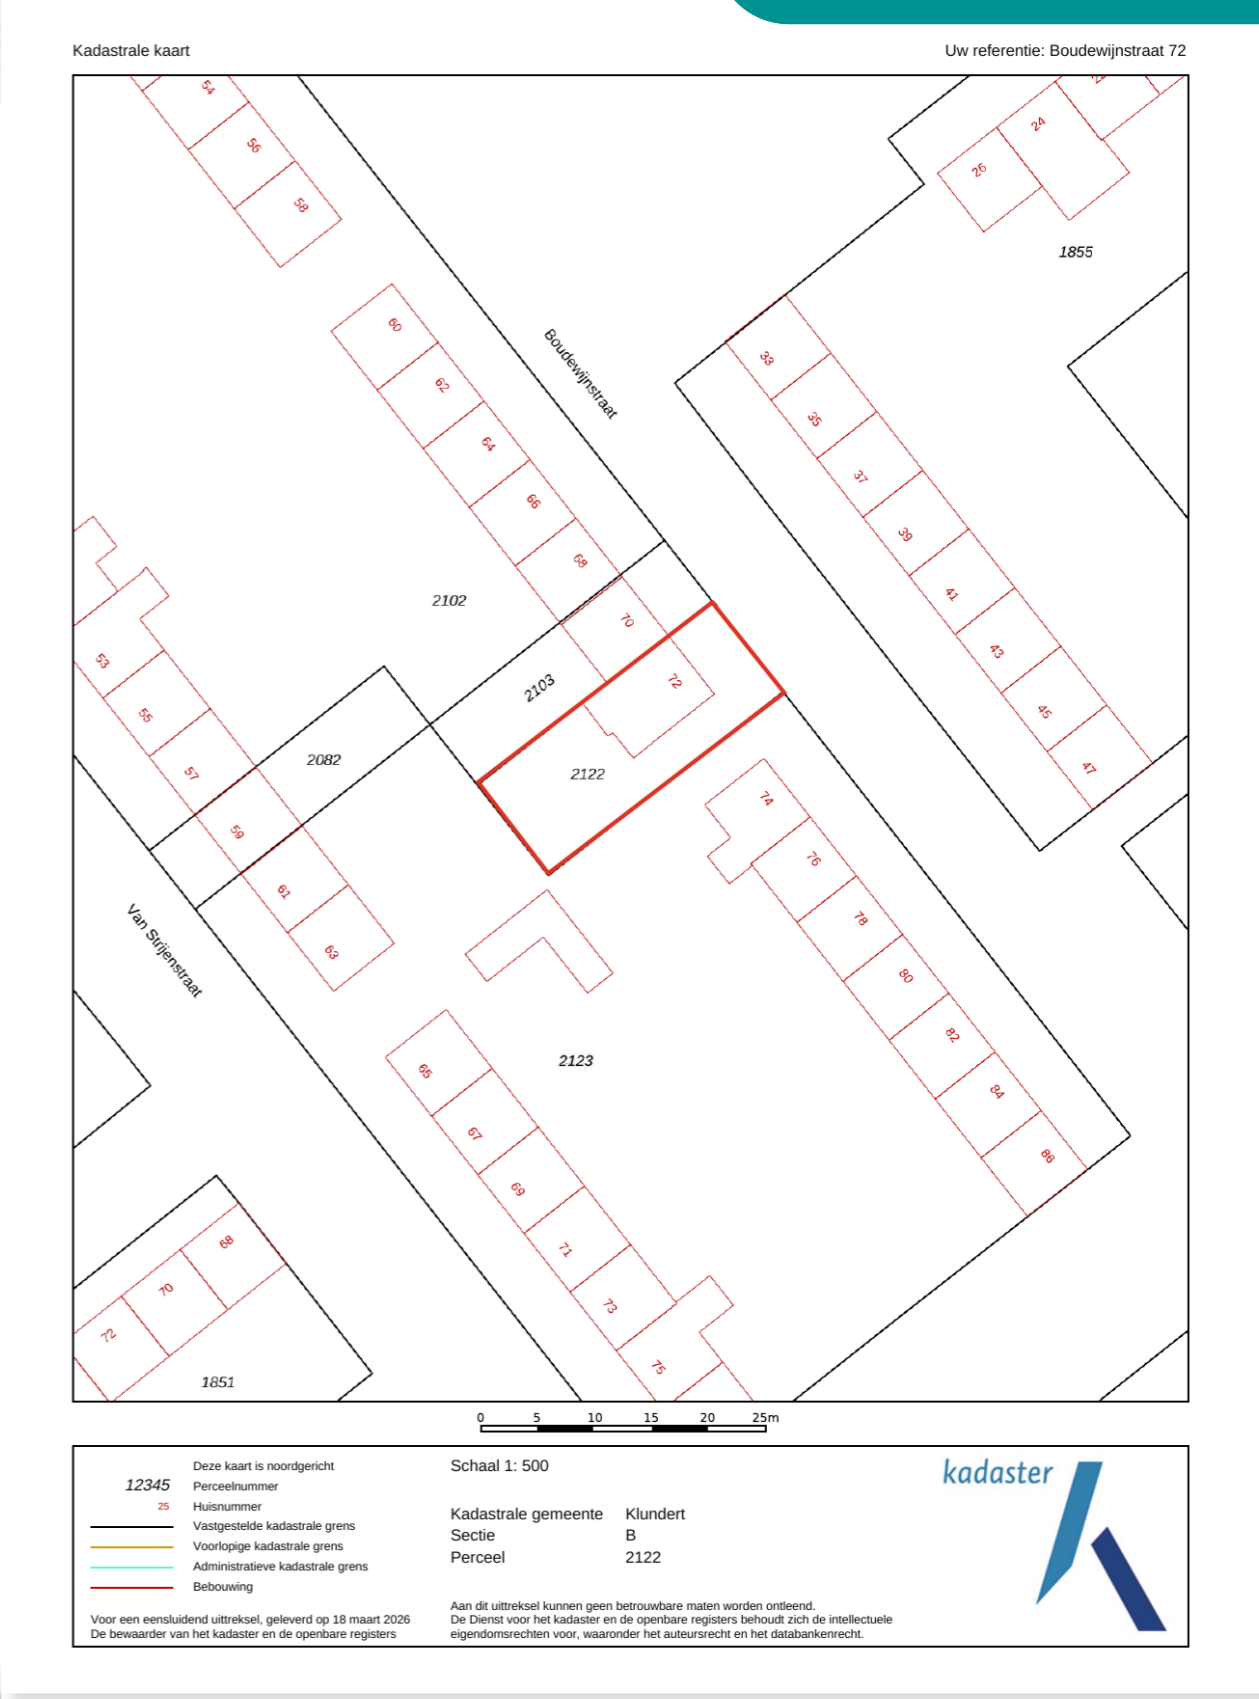 Kadastrale kaart
Uw referentie: Boudewijnstraat 72
54
56
58
24
26
1855
60
62
64
66
68
Boudewijnstraat
33
35
37
39
41
43
45
47
2102
70
72
2103
2122
53
55
57
59
61
63
2082
Van Strijenstraat
74
76
78
80
82
84
86
2123
65
67
69
71
73
75
68
70
72
1851
0 5 10 15 20 25m
Deze kaart is noordgericht
12345 Perceelnummer
25 Huisnummer
Vastgestelde kadastrale grens
Voorlopige kadastrale grens
Administratieve kadastrale grens
Bebouwing
Voor een eensluidend uittreksel, geleverd op 18 maart 2026
De bewaarder van het kadaster en de openbare registers
Schaal 1: 500
Kadastrale gemeente Klundert
Sectie B
Perceel 2122
Aan dit uittreksel kunnen geen betrouwbare maten worden ontleend.
De Dienst voor het kadaster en de openbare registers behoudt zich de intellectuele
eigendomsrechten voor, waaronder het auteursrecht en het databankenrecht.
kadaster